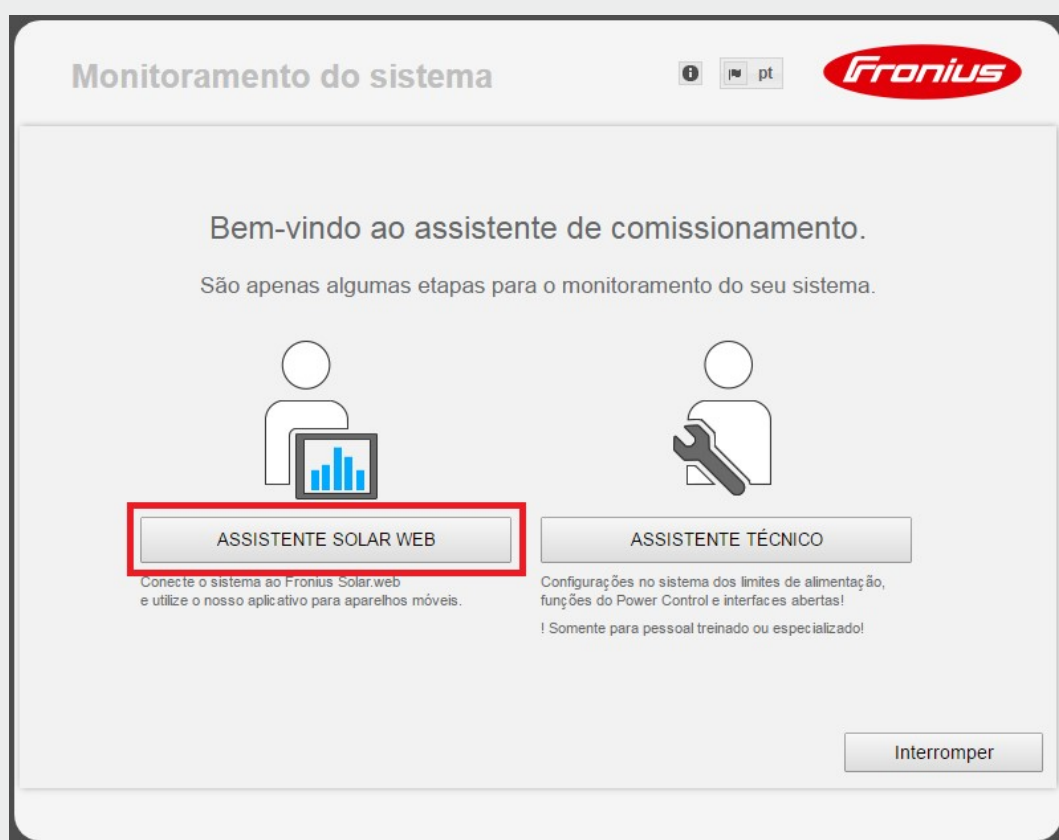 Monitoramento do sistema
pt
Fronius
Bem-vindo ao assistente de comissionamento.
São apenas algumas etapas para o monitoramento do seu sistema.
ASSISTENTE SOLAR WEB
Conecte o sistema ao Fronius Solar.web
e utilize o nosso aplicativo para aparelhos móveis.
ASSISTENTE TÉCNICO
Configurações no sistema dos limites de alimentação,
funções do Power Control e interfaces abertas!
! Somente para pessoal treinado ou especializado!
Interromper